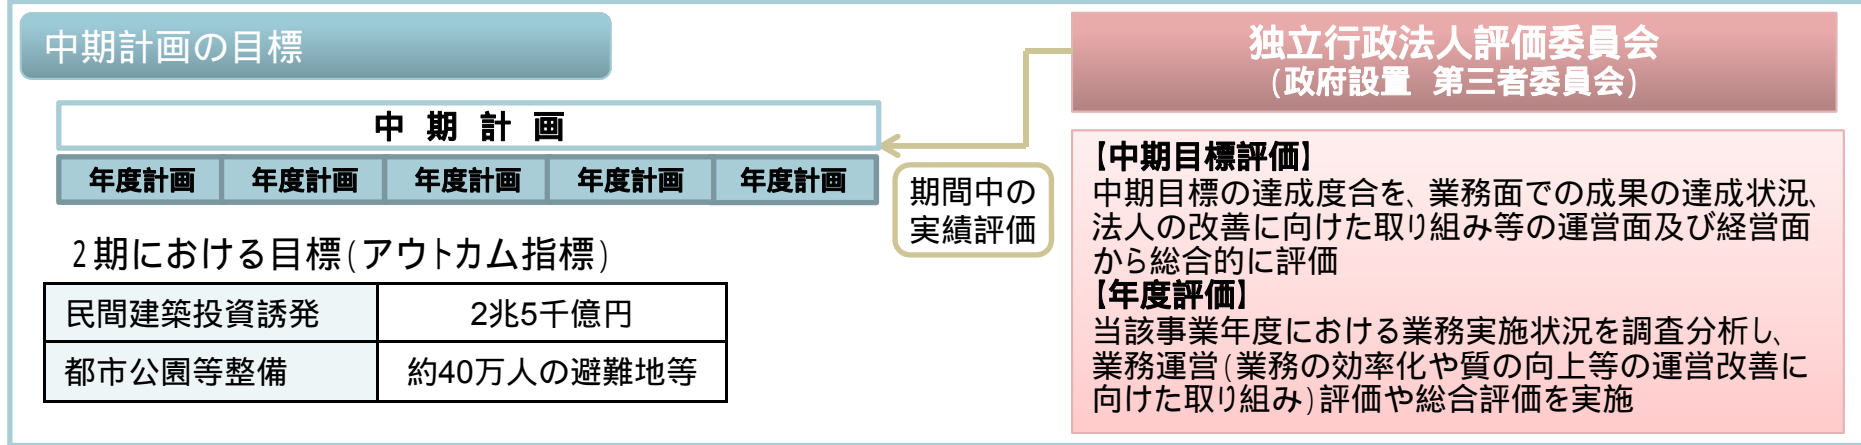 中期計画の目標
中期計画
年度計画 年度計画 年度計画 年度計画 年度計画
2期における目標(アウトカム指標)
民間建築投資誘発 2兆5千億円
都市公園等整備 約40万人の避難地等
期間中の
実績評価
独立行政法人評価委員会
(政府設置 第三者委員会)
【中期目標評価】
中期目標の達成度合を、業務面での成果の達成状況、
法人の改善に向けた取り組み等の運営面及び経営面
から総合的に評価
【年度評価】
当該事業年度における業務実施状況を調査分析し、
業務運営(業務の効率化や質の向上等の運営改善に
向けた取り組み)評価や総合評価を実施